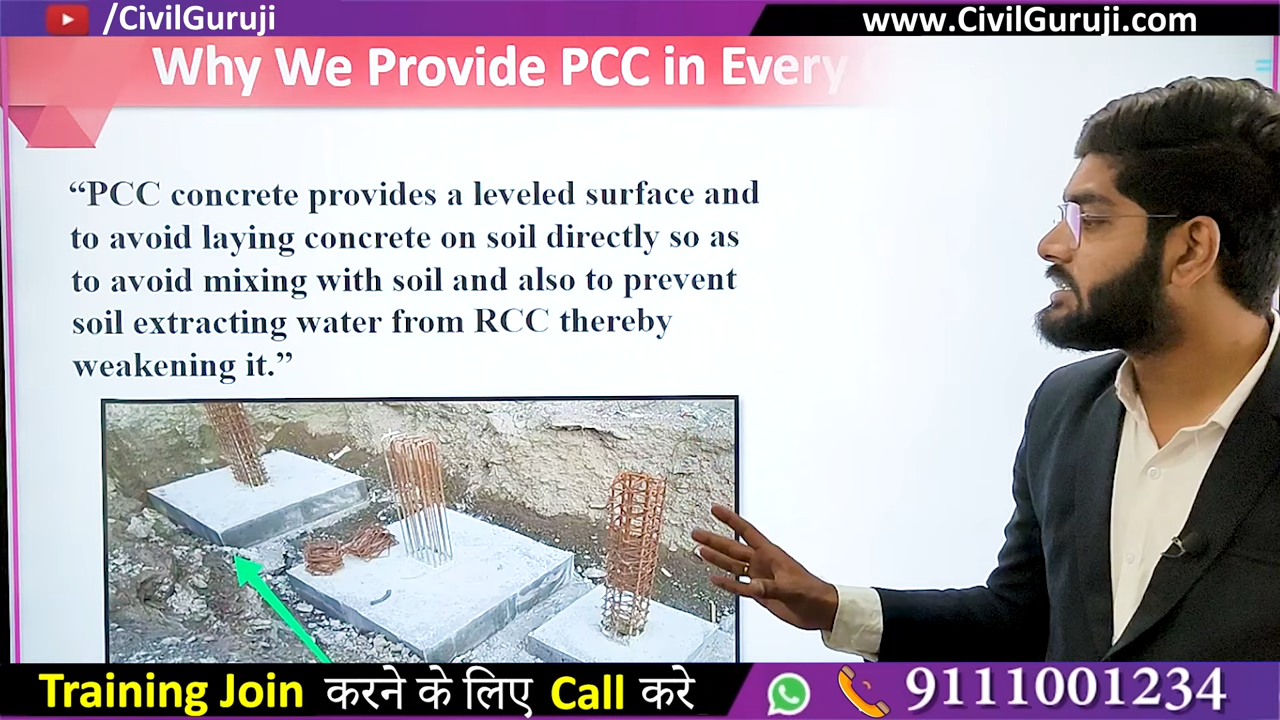 /CivilGuruji
www.CivilGuruji.com
Why We Provide PCC in Every
“PCC concrete provides a leveled surface and
to avoid laying concrete on soil directly so as
to avoid mixing with soil and also to prevent
soil extracting water from RCC thereby
weakening it.”
Training Join करने के लिए Call करे
9111001234